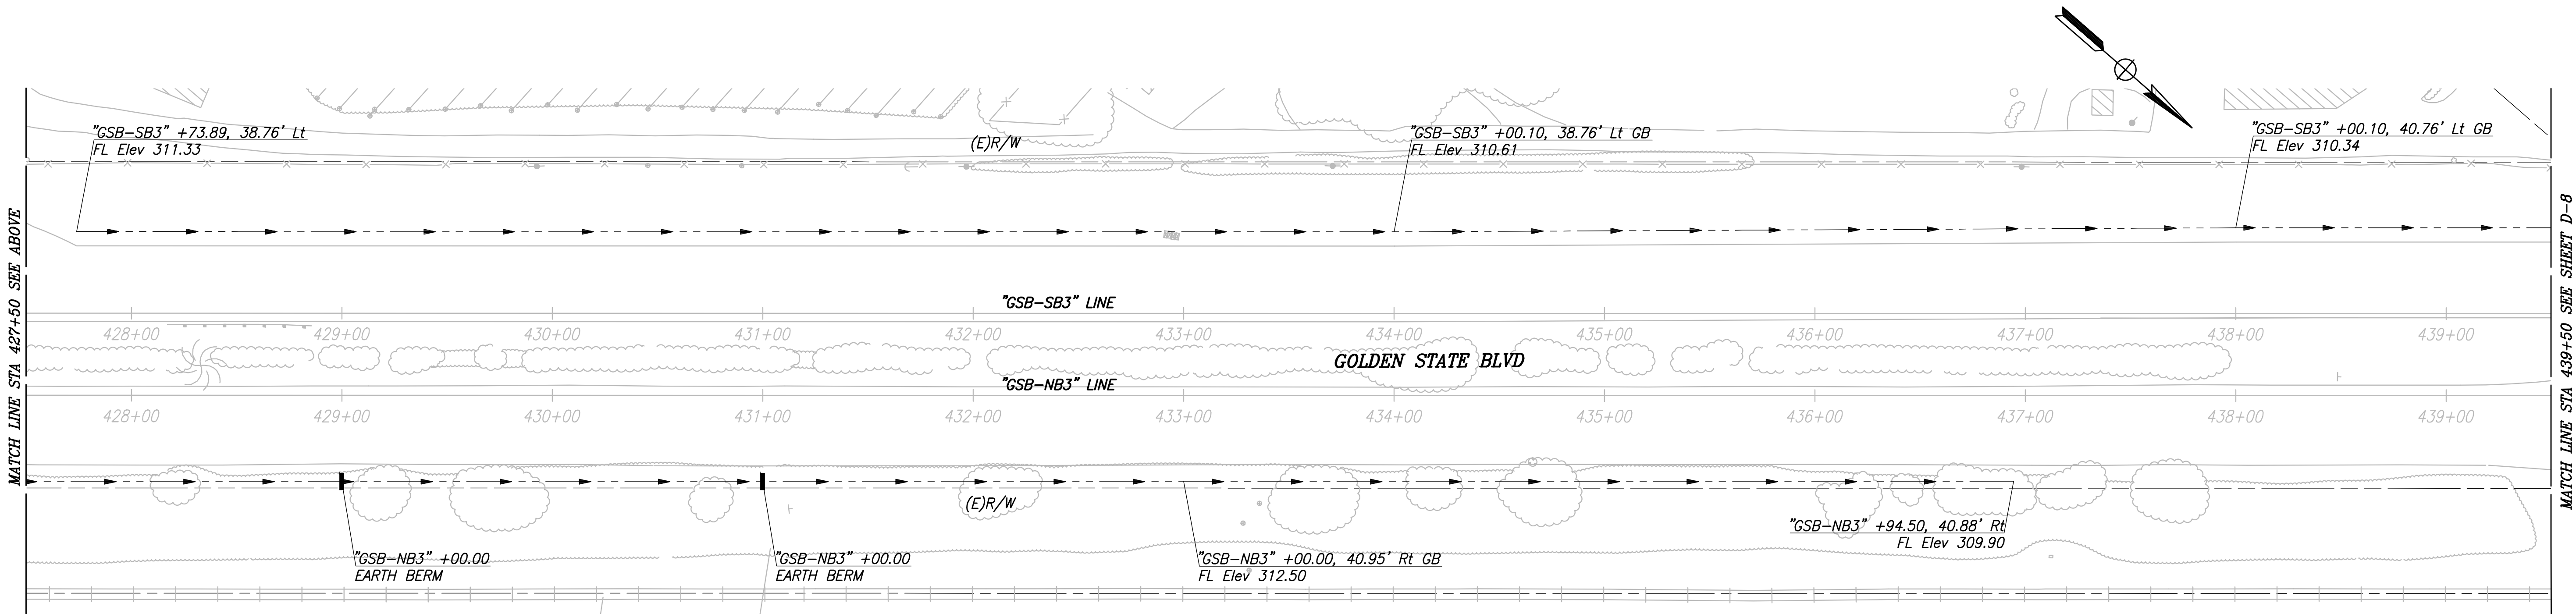 "GSB-SB3" +73.89, 38.76' Lt
FL Elev 311.33
(E)R/W
"GSB-SB3" +00.10, 38.76' Lt GB
FL Elev 310.61
"GSB-SB3" +00.10, 40.76' Lt GB
FL Elev 310.34
MATCH LINE STA 427+50 SEE ABOVE
MATCH LINE STA 439+50 SEE SHEET D-8
"GSB-SB3" LINE
428+00 429+00 430+00 431+00 432+00 433+00 434+00 435+00 436+00 437+00 438+00 439+00
GOLDEN STATE BLVD
"GSB-NB3" LINE
428+00 429+00 430+00 431+00 432+00 433+00 434+00 435+00 436+00 437+00 438+00 439+00
(E)R/W
"GSB-NB3" +94.50, 40.88' Rt
FL Elev 309.90
"GSB-NB3" +00.00
EARTH BERM
"GSB-NB3" +00.00
EARTH BERM
"GSB-NB3" +00.00, 40.95' Rt GB
FL Elev 312.50